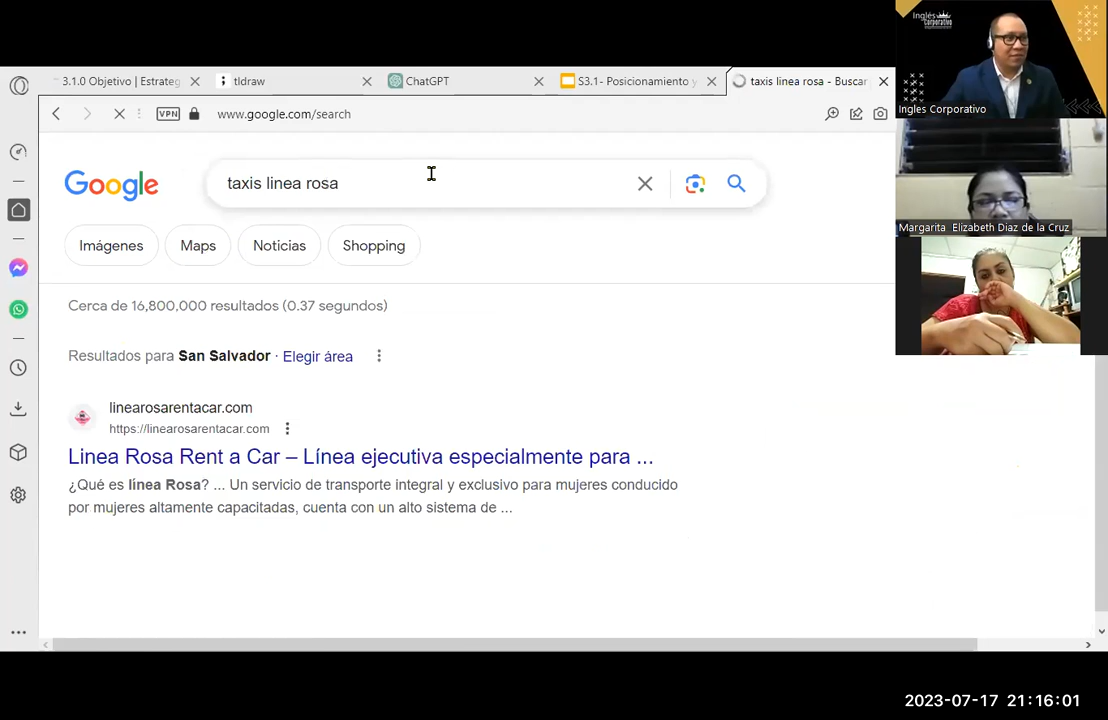 3.1.0 Objetivo | Estrateg
tldraw
ChatGPT
S3.1- Posicionamiento y
taxis linea rosa - Buscar
VPN
www.google.com/search
Google
taxis linea rosa
Imágenes
Maps
Noticias
Shopping
Cerca de 16,800,000 resultados (0.37 segundos)
Resultados para San Salvador · Elegir área
linearosarentacar.com
https://linearosarentacar.com
Linea Rosa Rent a Car – Línea ejecutiva especialmente para ...
¿Qué es línea Rosa? ... Un servicio de transporte integral y exclusivo para mujeres conducido
por mujeres altamente capacitadas, cuenta con un alto sistema de ...
Inglés
Corporativo
Ingles Corporativo
Margarita Elizabeth Diaz de la Cruz
2023-07-17 21:16:01